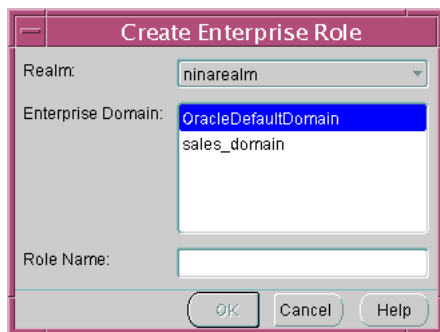 Create Enterprise Role
Realm: ninarealm
Enterprise Domain: OracleDefaultDomain
sales_domain
Role Name:
OK Cancel Help